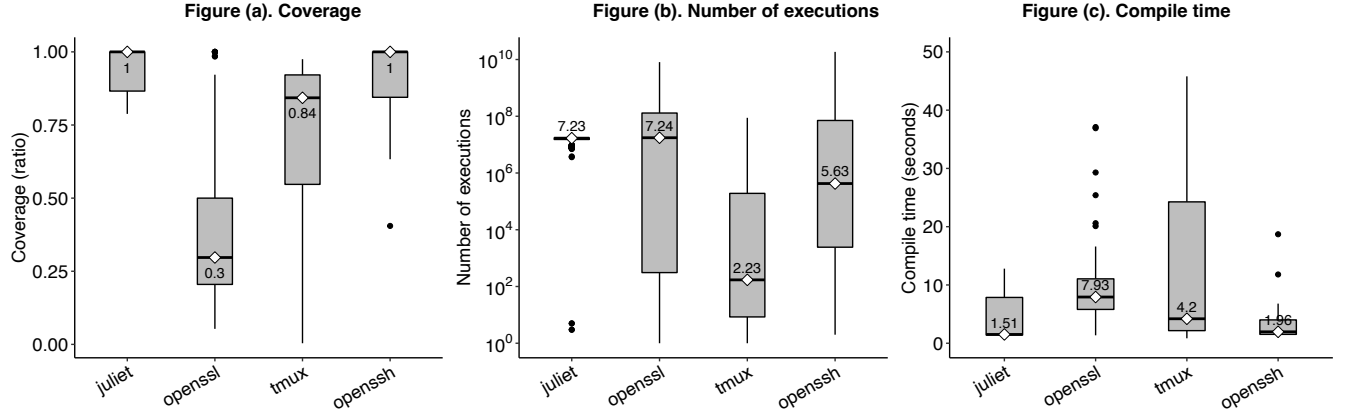 Figure (a). Coverage
Coverage (ratio)
1.00
0.75
0.50
0.25
0.00
1
0.3
0.84
1
juliet
openssl
tmux
openssh
Figure (b). Number of executions
Number of executions
10^10
10^8
10^6
10^4
10^2
10^0
7.23
7.24
2.23
5.63
juliet
openssl
tmux
openssh
Figure (c). Compile time
Compile time (seconds)
50
40
30
20
10
0
1.51
7.93
4.2
1.96
juliet
openssl
tmux
openssh